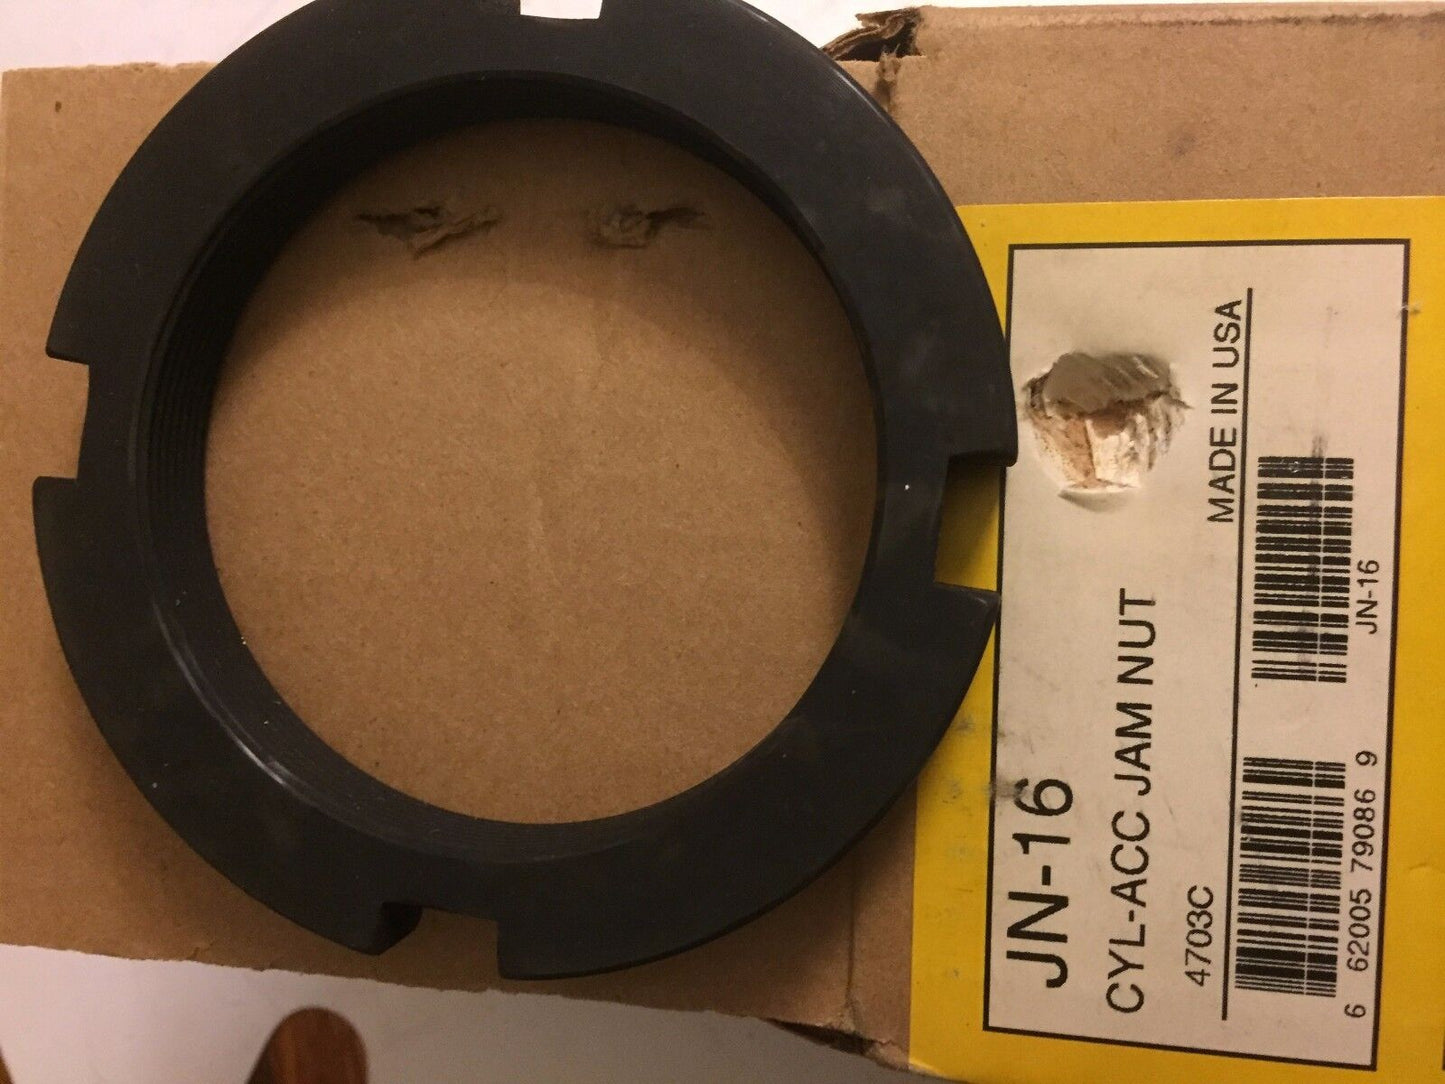 JN-16
CYL-ACC JAM NUT
4703C
MADE IN USA
6 62005 79086 9
JN-16